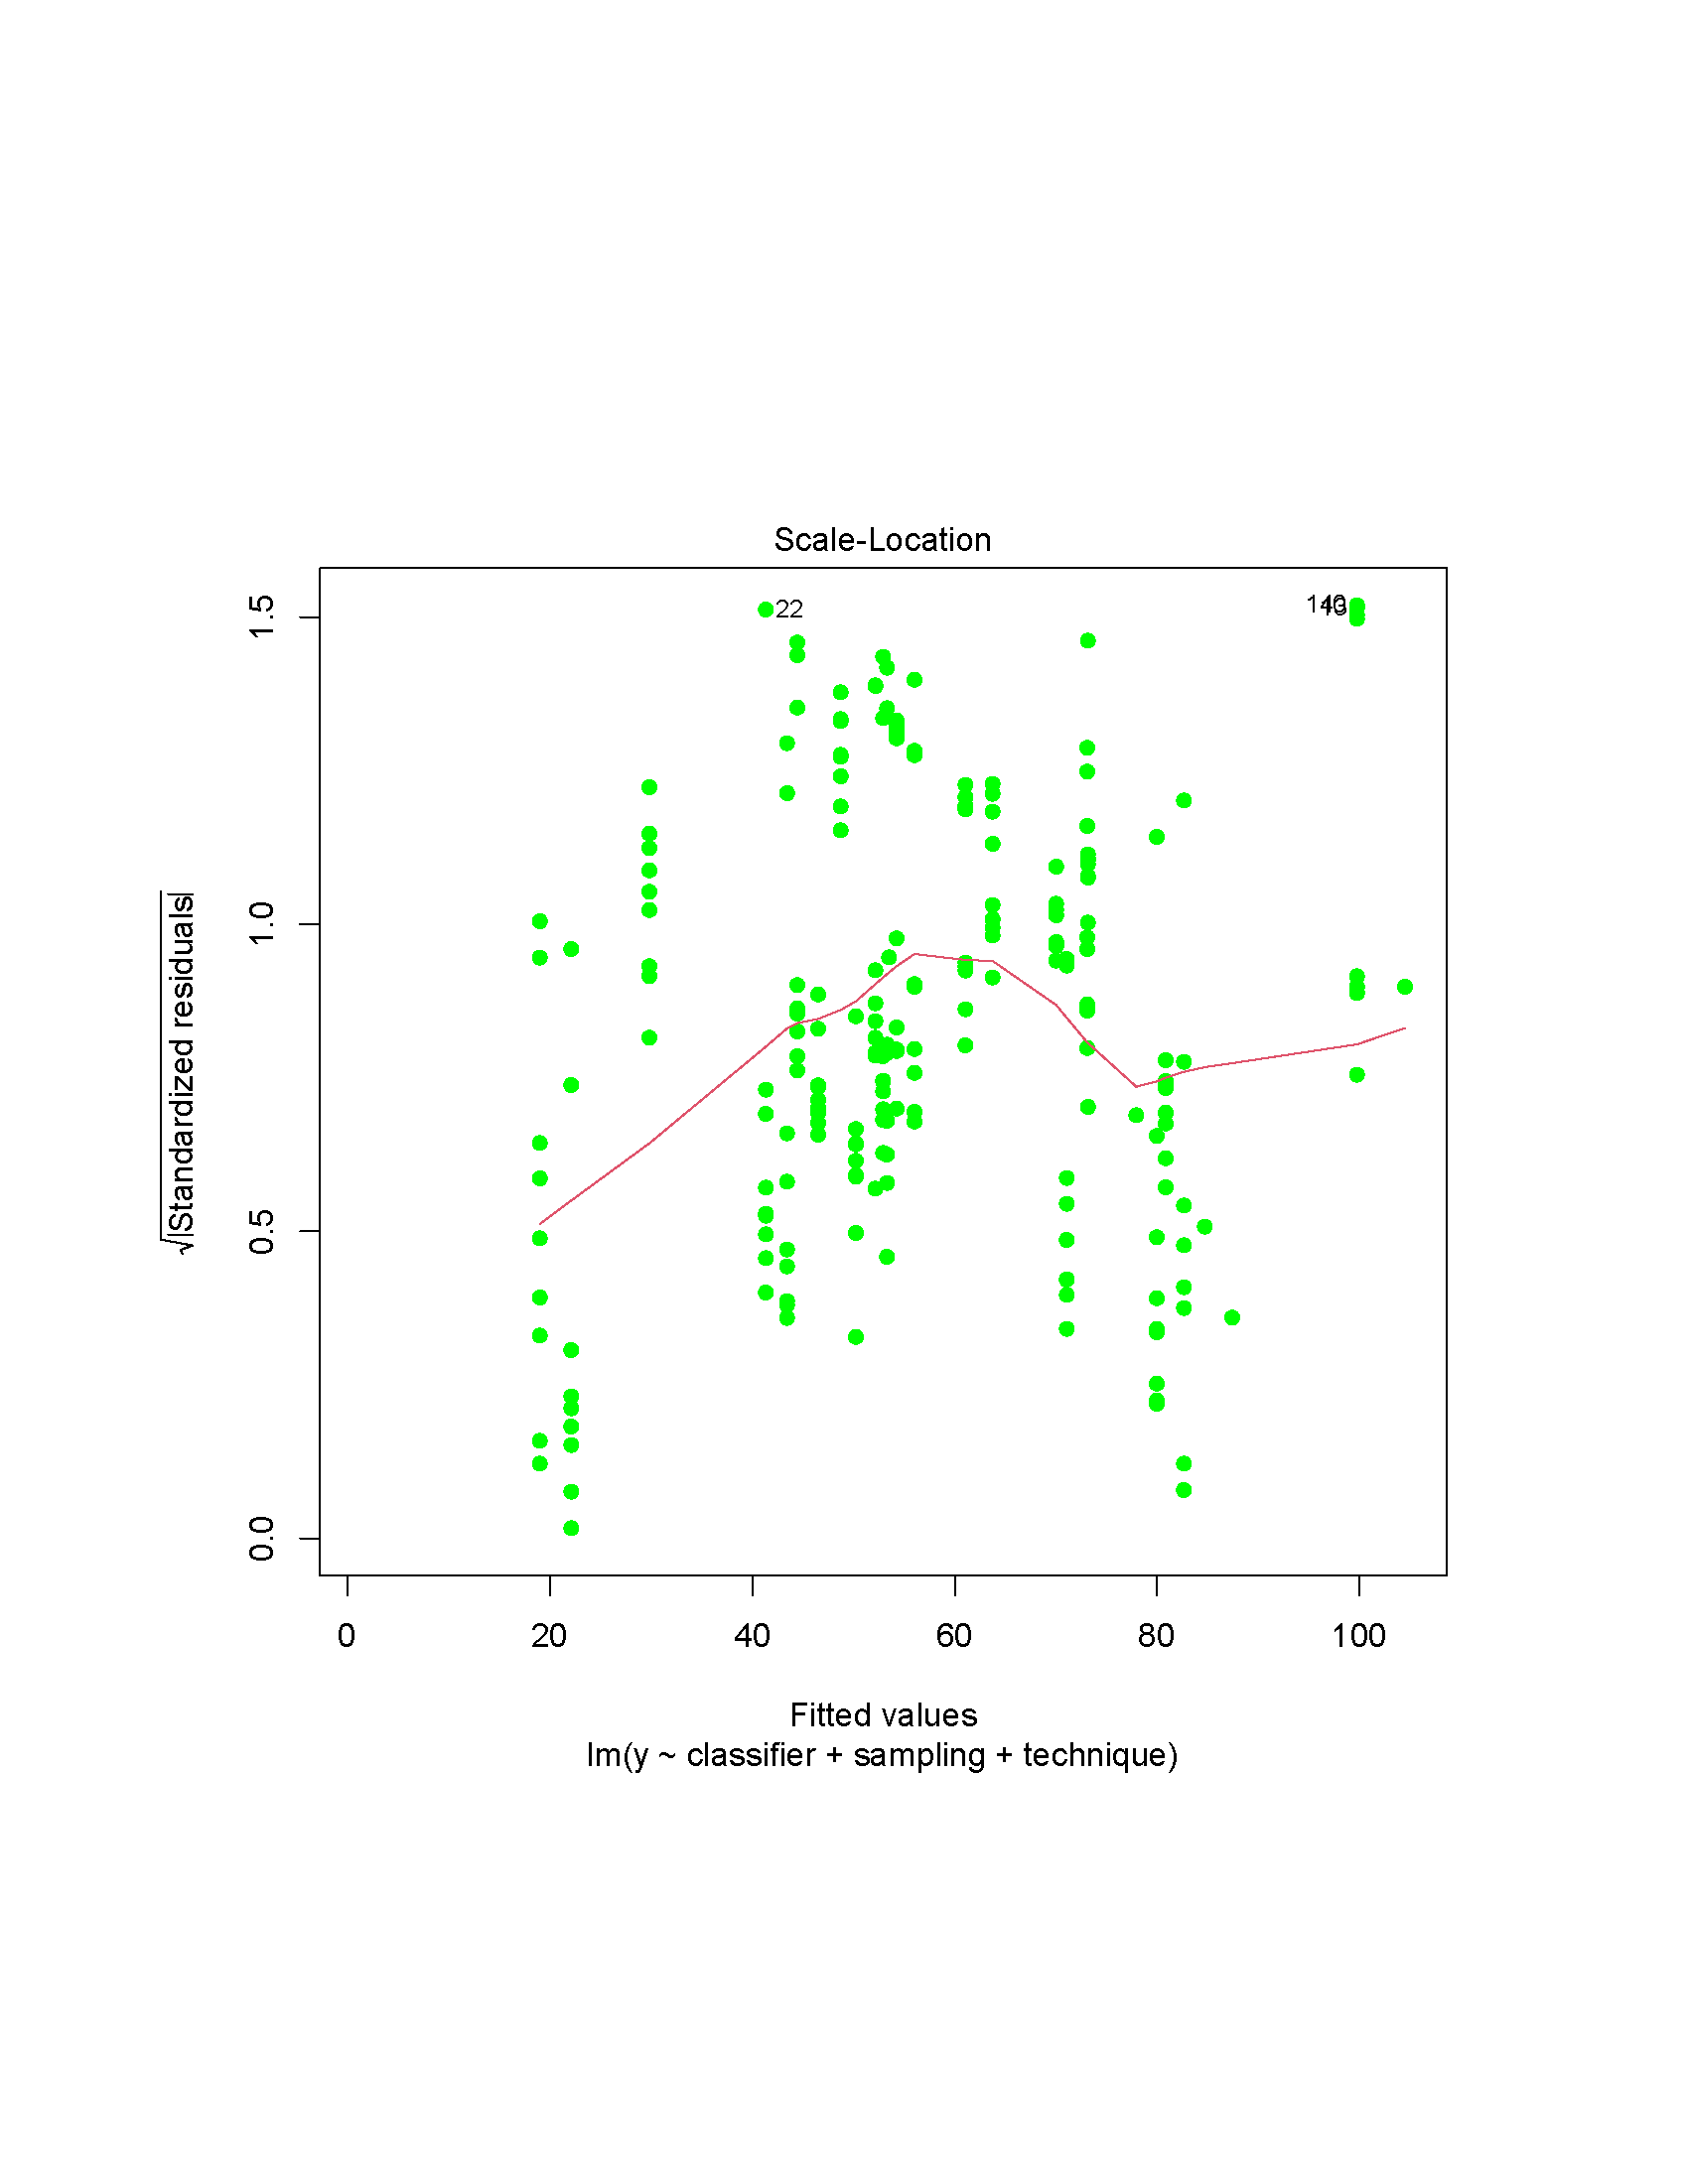 Scale-Location
√|Standardized residuals|
1.5
1.0
0.5
0.0
22
0 20 40 60 80 100
Fitted values
lm(y ~ classifier + sampling + technique)